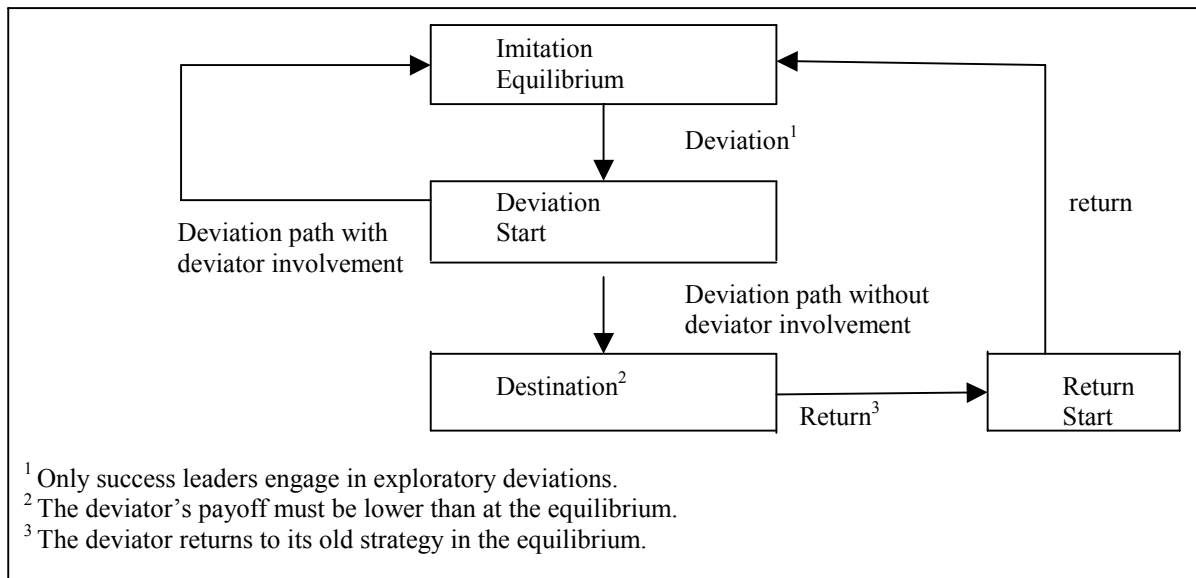 Imitation
Equilibrium
Deviation¹
Deviation
Start
return
Deviation path with
deviator involvement
Deviation path without
deviator involvement
Destination²
Return³
Return
Start
¹ Only success leaders engage in exploratory deviations.
² The deviator’s payoff must be lower than at the equilibrium.
³ The deviator returns to its old strategy in the equilibrium.